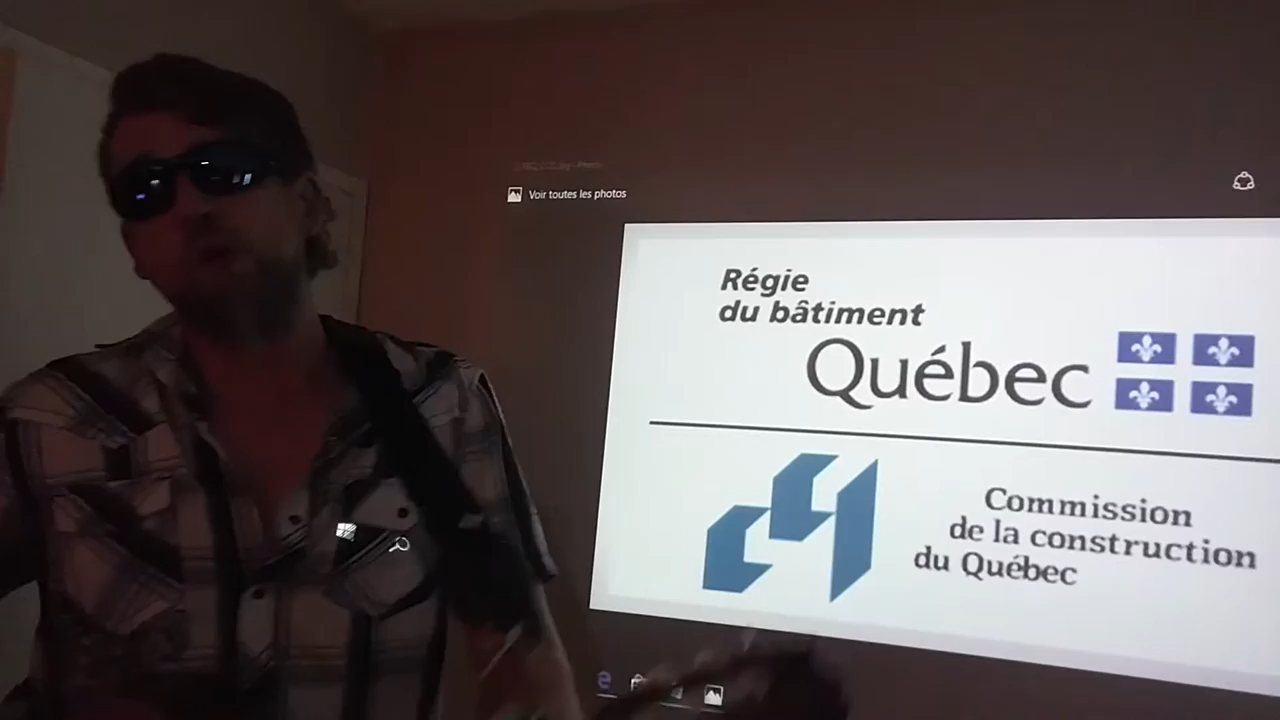 Voir toutes les photos
Régie
du bâtiment
Québec
Commission
de la construction
du Québec